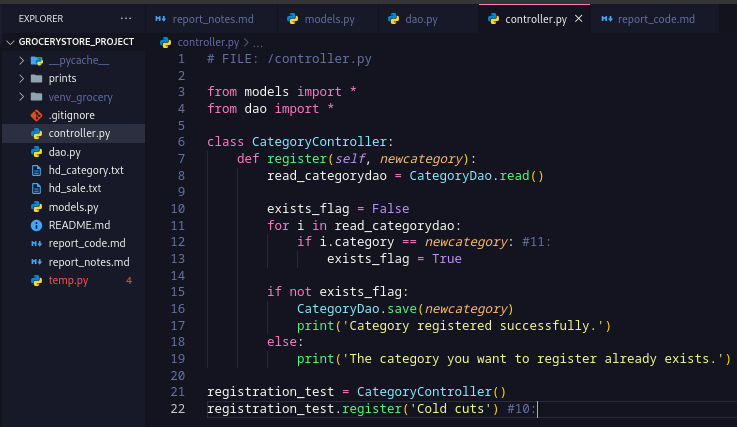 EXPLORER ···
GROCERYSTORE_PROJECT
__pycache__
prints
venv_grocery
.gitignore
controller.py
dao.py
hd_category.txt
hd_sale.txt
models.py
README.md
report_code.md
report_notes.md
temp.py 4
report_notes.md models.py dao.py controller.py report_code.md
controller.py > ...
1 # FILE: /controller.py
2
3 from models import *
4 from dao import *
5
6 class CategoryController:
7     def register(self, newcategory):
8         read_categorydao = CategoryDao.read()
9
10         exists_flag = False
11         for i in read_categorydao:
12             if i.category == newcategory: #11:
13                 exists_flag = True
14
15         if not exists_flag:
16             CategoryDao.save(newcategory)
17             print('Category registered successfully.')
18         else:
19             print('The category you want to register already exists.')
20
21 registration_test = CategoryController()
22 registration_test.register('Cold cuts') #10: